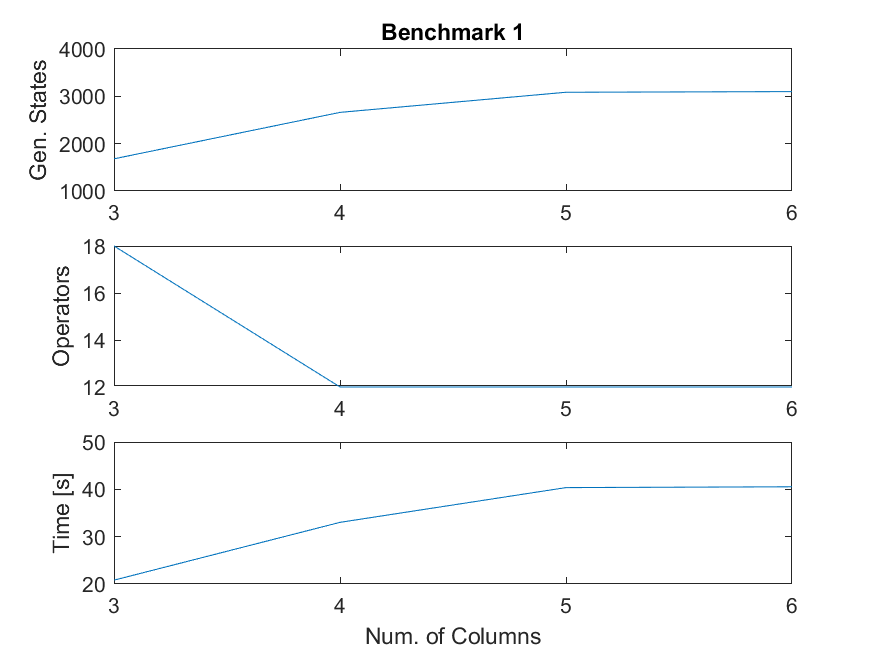 Benchmark 1
4000
3000
2000
1000
Gen. States
3 4 5 6
18
16
14
12
Operators
3 4 5 6
50
40
30
20
Time [s]
3 4 5 6
Num. of Columns